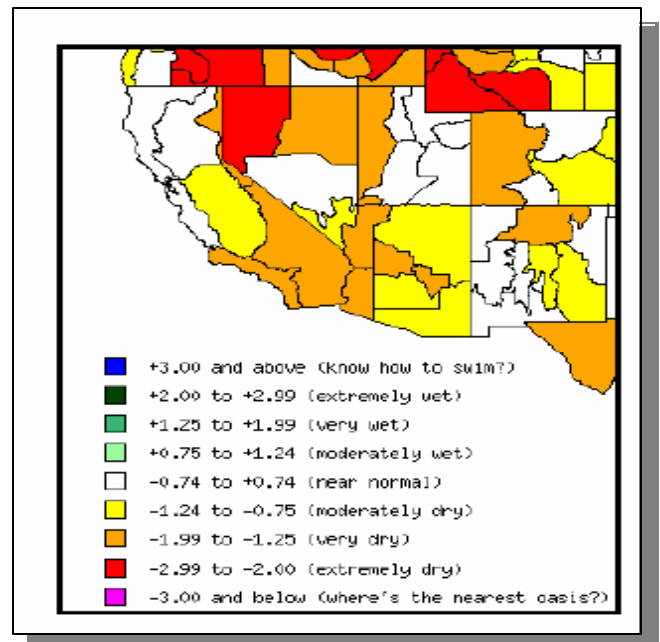 +3.00 and above (know how to swim?)
+2.00 to +2.99 (extremely wet)
+1.25 to +1.99 (very wet)
+0.75 to +1.24 (moderately wet)
-0.74 to +0.74 (near normal)
-1.24 to -0.75 (moderately dry)
-1.99 to -1.25 (very dry)
-2.99 to -2.00 (extremely dry)
-3.00 and below (where's the nearest oasis?)